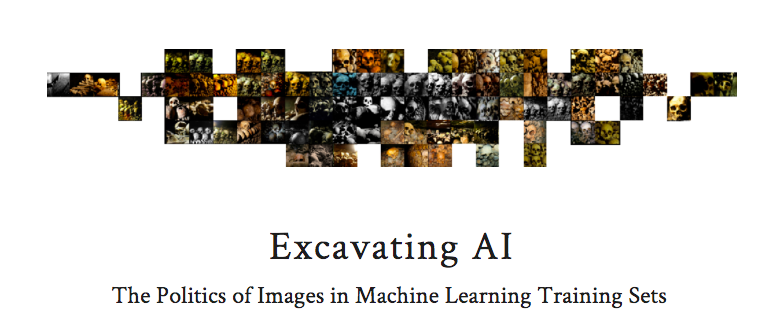 Excavating AI
The Politics of Images in Machine Learning Training Sets